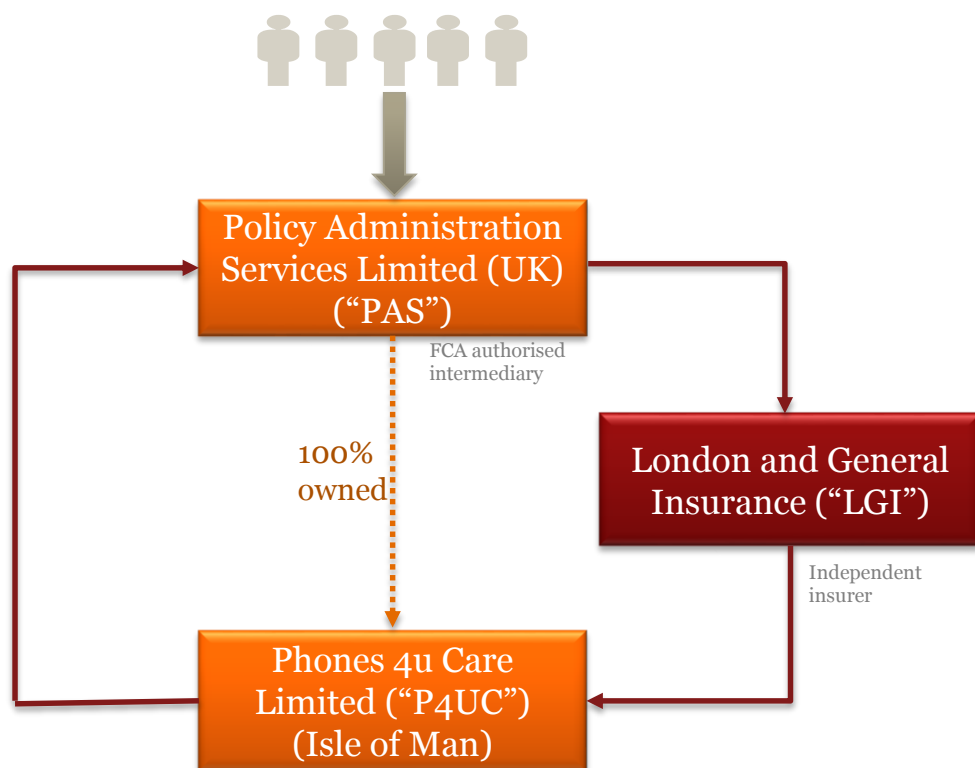 Policy Administration
Services Limited (UK)
(“PAS”)
FCA authorised
intermediary
100%
owned
London and General
Insurance (“LGI”)
Independent
insurer
Phones 4u Care
Limited (“P4UC”)
(Isle of Man)